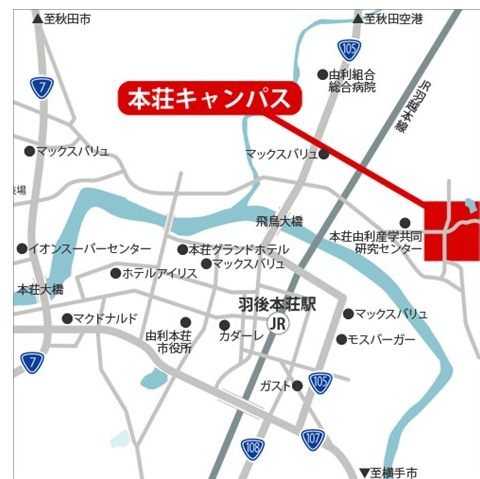 ▲至秋田市
▲至秋田空港
105
7
由利組合
総合病院
JR羽越本線
本荘キャンパス
マックスバリュ
マックスバリュ
役場
飛鳥大橋
本荘由利産学共同
研究センター
イオンスーパーセンター
本荘グランドホテル
マックスバリュ
ホテルアイリス
本荘大橋
羽後本荘駅
JR
マクドナルド
由利本荘
市役所
カダーレ
マックスバリュ
モスバーガー
7
ガスト
105
107
108
▼至横手市